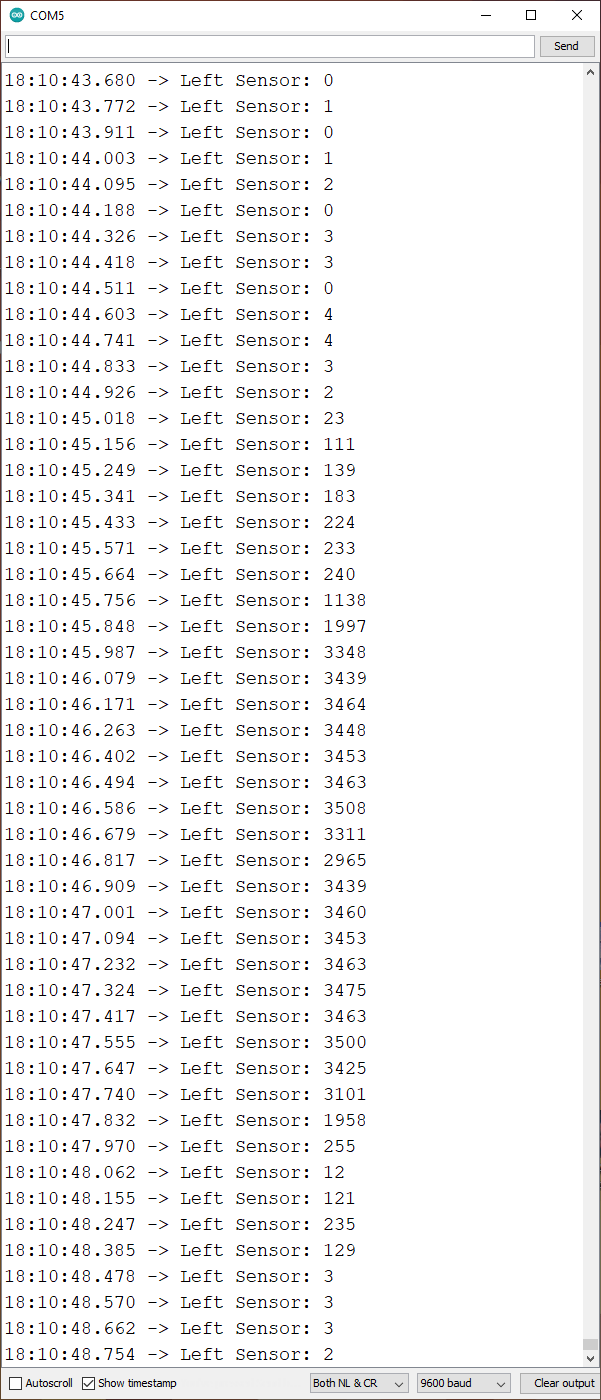 COM5
Send
18:10:43.680 -> Left Sensor: 0
18:10:43.772 -> Left Sensor: 1
18:10:43.911 -> Left Sensor: 0
18:10:44.003 -> Left Sensor: 1
18:10:44.095 -> Left Sensor: 2
18:10:44.188 -> Left Sensor: 0
18:10:44.326 -> Left Sensor: 3
18:10:44.418 -> Left Sensor: 3
18:10:44.511 -> Left Sensor: 0
18:10:44.603 -> Left Sensor: 4
18:10:44.741 -> Left Sensor: 4
18:10:44.833 -> Left Sensor: 3
18:10:44.926 -> Left Sensor: 2
18:10:45.018 -> Left Sensor: 23
18:10:45.156 -> Left Sensor: 111
18:10:45.249 -> Left Sensor: 139
18:10:45.341 -> Left Sensor: 183
18:10:45.433 -> Left Sensor: 224
18:10:45.571 -> Left Sensor: 233
18:10:45.664 -> Left Sensor: 240
18:10:45.756 -> Left Sensor: 1138
18:10:45.848 -> Left Sensor: 1997
18:10:45.987 -> Left Sensor: 3348
18:10:46.079 -> Left Sensor: 3439
18:10:46.171 -> Left Sensor: 3464
18:10:46.263 -> Left Sensor: 3448
18:10:46.402 -> Left Sensor: 3453
18:10:46.494 -> Left Sensor: 3463
18:10:46.586 -> Left Sensor: 3508
18:10:46.679 -> Left Sensor: 3311
18:10:46.817 -> Left Sensor: 2965
18:10:46.909 -> Left Sensor: 3439
18:10:47.001 -> Left Sensor: 3460
18:10:47.094 -> Left Sensor: 3453
18:10:47.232 -> Left Sensor: 3463
18:10:47.324 -> Left Sensor: 3475
18:10:47.417 -> Left Sensor: 3463
18:10:47.555 -> Left Sensor: 3500
18:10:47.647 -> Left Sensor: 3425
18:10:47.740 -> Left Sensor: 3101
18:10:47.832 -> Left Sensor: 1958
18:10:47.970 -> Left Sensor: 255
18:10:48.062 -> Left Sensor: 12
18:10:48.155 -> Left Sensor: 121
18:10:48.247 -> Left Sensor: 235
18:10:48.385 -> Left Sensor: 129
18:10:48.478 -> Left Sensor: 3
18:10:48.570 -> Left Sensor: 3
18:10:48.662 -> Left Sensor: 3
18:10:48.754 -> Left Sensor: 2
Autoscroll Show timestamp Both NL & CR 9600 baud Clear output